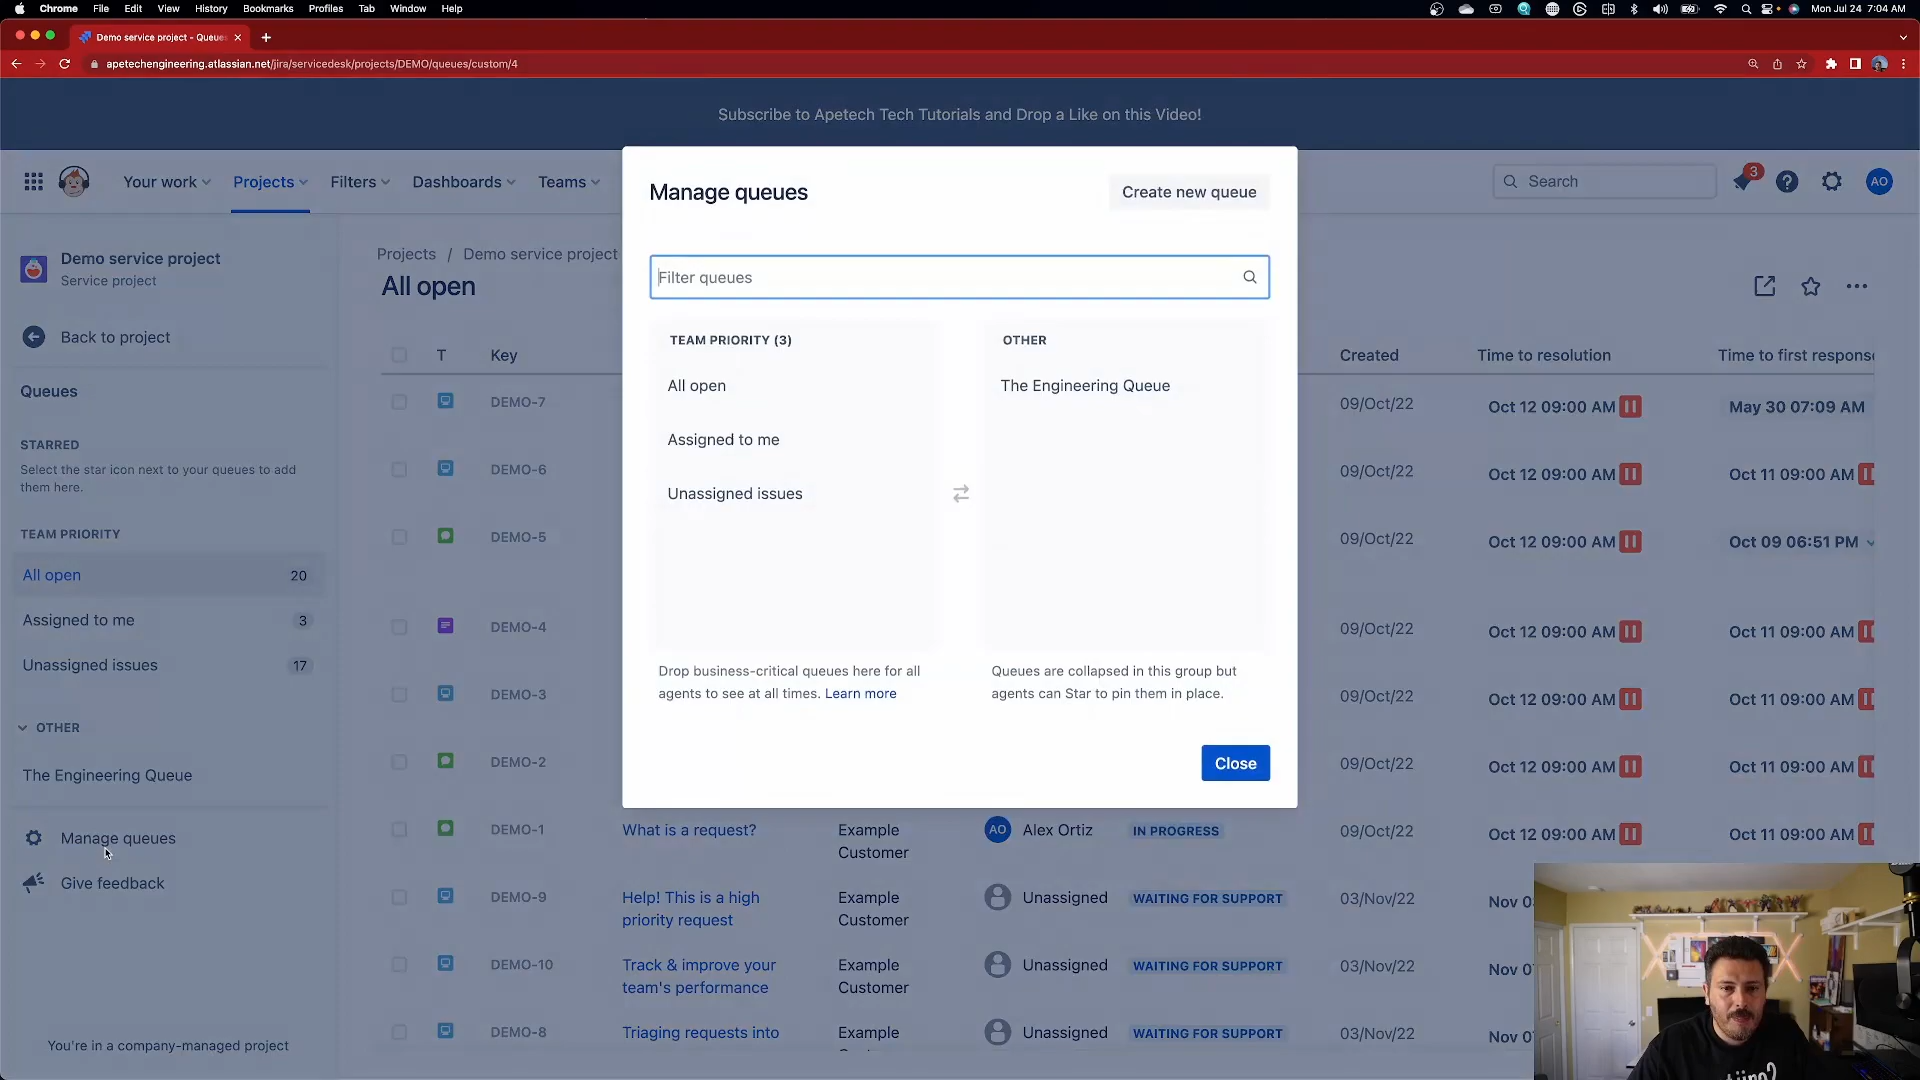 Chrome File Edit View History Bookmarks Profiles Tab Window Help
Mon Jul 24 7:04 AM
Demo service project - Queue
apetechengineering.atlassian.net/jira/servicedesk/projects/DEMO/queues/custom/4
Subscribe to Apetech Tech Tutorials and Drop a Like on this Video!
Your work Projects Filters Dashboards Teams
Search
3
AO
Demo service project
Service project
Back to project
Queues
STARRED
Select the star icon next to your queues to add
them here.
TEAM PRIORITY
All open 20
Assigned to me 3
Unassigned issues 17
OTHER
The Engineering Queue
Manage queues
Give feedback
You're in a company-managed project
Projects / Demo service project
All open
T Key Created Time to resolution Time to first response
DEMO-7 09/Oct/22 Oct 12 09:00 AM May 30 07:09 AM
DEMO-6 09/Oct/22 Oct 12 09:00 AM Oct 11 09:00 AM
DEMO-5 09/Oct/22 Oct 12 09:00 AM Oct 09 06:51 PM
DEMO-4 09/Oct/22 Oct 12 09:00 AM Oct 11 09:00 AM
DEMO-3 09/Oct/22 Oct 12 09:00 AM Oct 11 09:00 AM
DEMO-2 09/Oct/22 Oct 12 09:00 AM Oct 11 09:00 AM
DEMO-1 What is a request? Example AO Alex Ortiz IN PROGRESS 09/Oct/22 Oct 12 09:00 AM Oct 11 09:00 AM
Customer
DEMO-9 Help! This is a high Example Unassigned WAITING FOR SUPPORT 03/Nov/22 Nov 0
priority request Customer
DEMO-10 Track & improve your Example Unassigned WAITING FOR SUPPORT 03/Nov/22 Nov 0
team's performance Customer
DEMO-8 Triaging requests into Example Unassigned WAITING FOR SUPPORT 03/Nov/22 Nov 0
Manage queues
Create new queue
Filter queues
TEAM PRIORITY (3)
All open
Assigned to me
Unassigned issues
Drop business-critical queues here for all
agents to see at all times. Learn more
OTHER
The Engineering Queue
Queues are collapsed in this group but
agents can Star to pin them in place.
Close